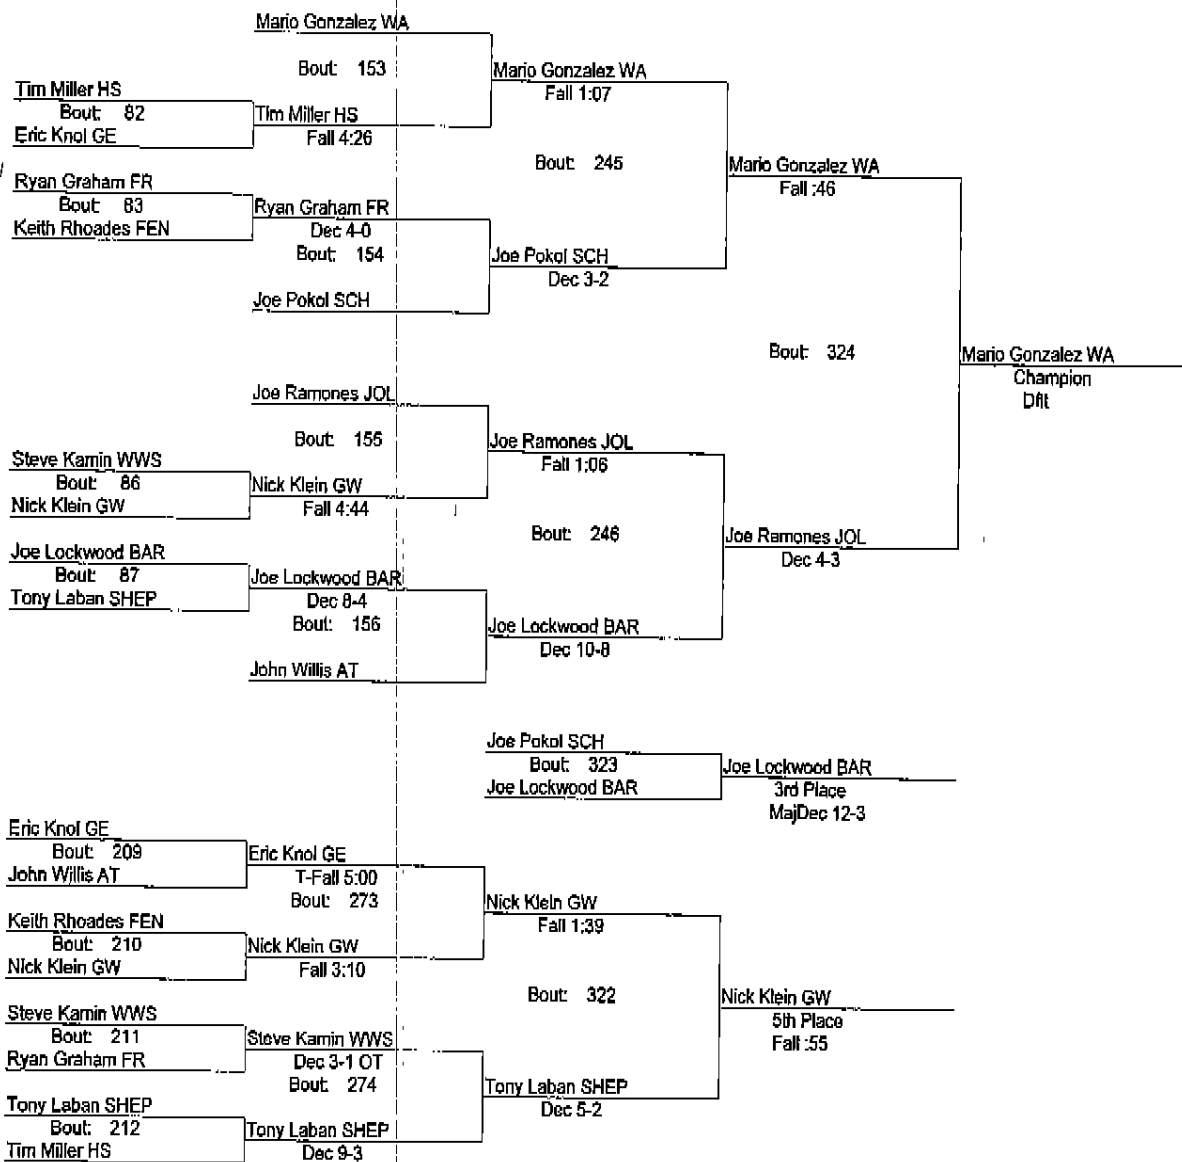 Mario Gonzalez WA
Bout: 153
Mario Gonzalez WA
Fall 1:07
Tim Miller HS
Bout: 82
Eric Knol GE
Tim Miller HS
Fall 4:26
Bout: 245
Mario Gonzalez WA
Fall :46
Ryan Graham FR
Bout: 83
Keith Rhoades FEN
Ryan Graham FR
Dec 4-0
Bout: 154
Joe Pokol SCH
Dec 3-2
Joe Pokol SCH
Bout: 324
Mario Gonzalez WA
Champion
Dflt
Joe Ramones JOL
Bout: 155
Joe Ramones JOL
Fall 1:06
Steve Kamin WWS
Bout: 86
Nick Klein GW
Nick Klein GW
Fall 4:44
Bout: 246
Joe Ramones JOL
Dec 4-3
Joe Lockwood BAR
Bout: 87
Tony Laban SHEP
Joe Lockwood BAR
Dec 8-4
Bout: 156
Joe Lockwood BAR
Dec 10-8
John Willis AT
Joe Pokol SCH
Bout: 323
Joe Lockwood BAR
Joe Lockwood BAR
3rd Place
MajDec 12-3
Eric Knol GE
Bout: 209
John Willis AT
Eric Knol GE
T-Fall 5:00
Bout: 273
Nick Klein GW
Fall 1:39
Keith Rhoades FEN
Bout: 210
Nick Klein GW
Nick Klein GW
Fall 3:10
Bout: 322
Nick Klein GW
5th Place
Fall :55
Steve Kamin WWS
Bout: 211
Ryan Graham FR
Steve Kamin WWS
Dec 3-1 OT
Bout: 274
Tony Laban SHEP
Dec 5-2
Tony Laban SHEP
Bout: 212
Tim Miller HS
Tony Laban SHEP
Dec 9-3